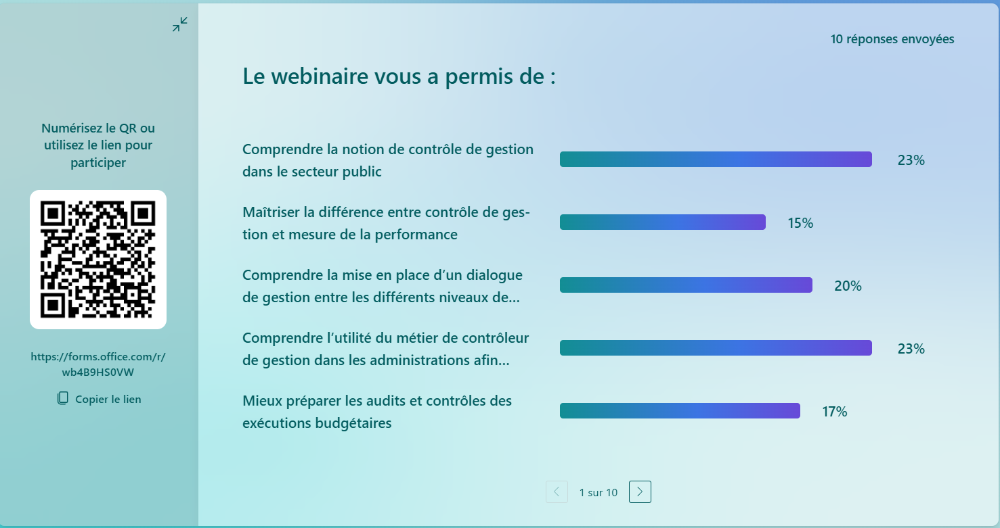 Numérisez le QR ou
utilisez le lien pour
participer
https://forms.office.com/r/
wb4B9HS0VW
Copier le lien
10 réponses envoyées
Le webinaire vous a permis de :
Comprendre la notion de contrôle de gestion
dans le secteur public
23%
Maîtriser la différence entre contrôle de ges-
tion et mesure de la performance
15%
Comprendre la mise en place d’un dialogue
de gestion entre les différents niveaux de...
20%
Comprendre l’utilité du métier de contrôleur
de gestion dans les administrations afin...
23%
Mieux préparer les audits et contrôles des
exécutions budgétaires
17%
1 sur 10